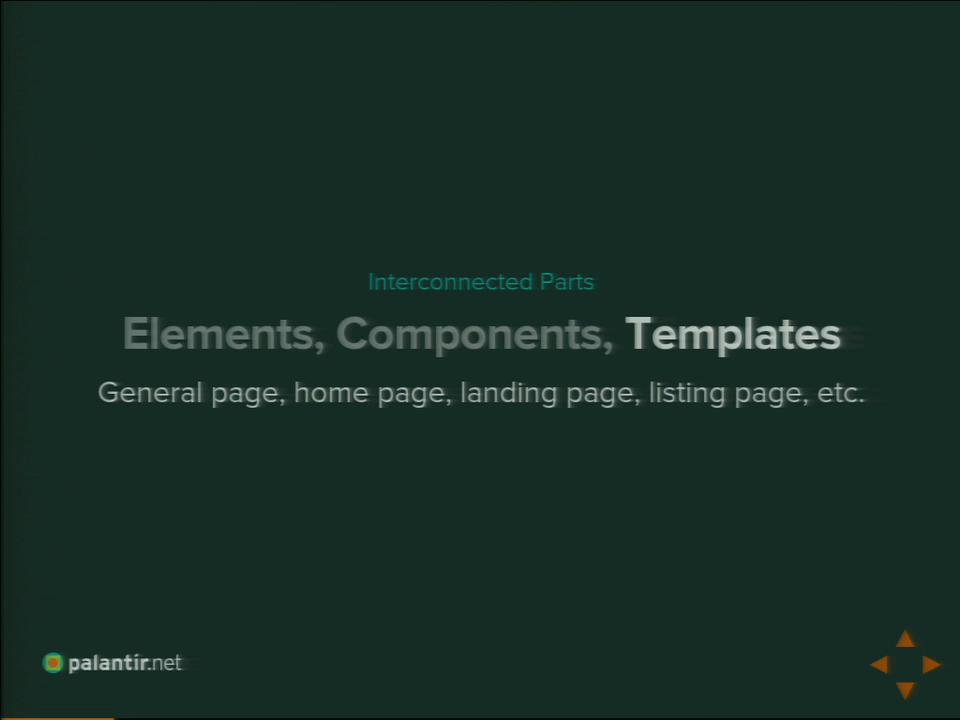 Interconnected Parts
Elements, Components, Templates
General page, home page, landing page, listing page, etc.
palantir.net